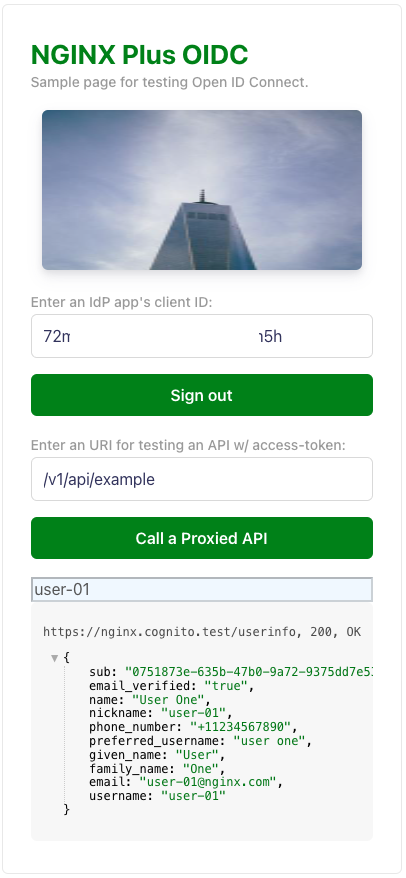 NGINX Plus OIDC
Sample page for testing Open ID Connect.
Enter an IdP app's client ID:
72m 15h
Sign out
Enter an URI for testing an API w/ access-token:
/v1/api/example
Call a Proxied API
user-01
https://nginx.cognito.test/userinfo, 200, OK
▼ {
sub: "0751873e-635b-47b0-9a72-9375dd7e5
email_verified: "true",
name: "User One",
nickname: "user-01",
phone_number: "+11234567890",
preferred_username: "user one",
given_name: "User",
family_name: "One",
email: "user-01@nginx.com",
username: "user-01"
}